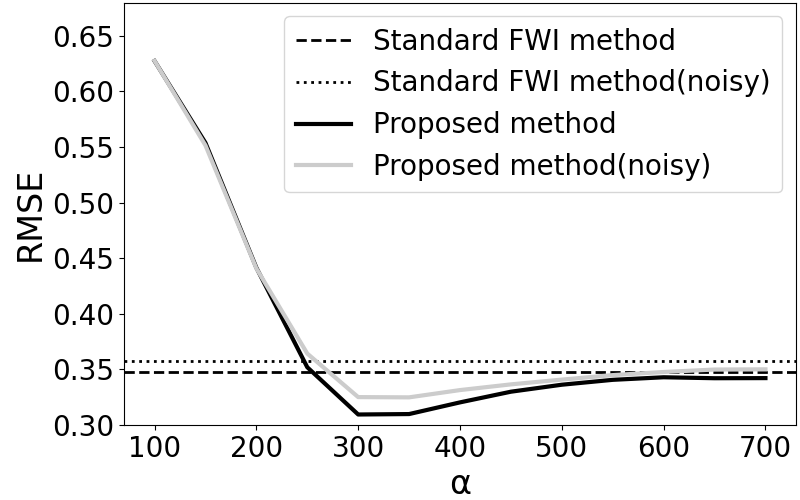 0.65
0.60
0.55
0.50
0.45
0.40
0.35
0.30
RMSE
Standard FWI method
Standard FWI method(noisy)
Proposed method
Proposed method(noisy)
100 200 300 400 500 600 700
α